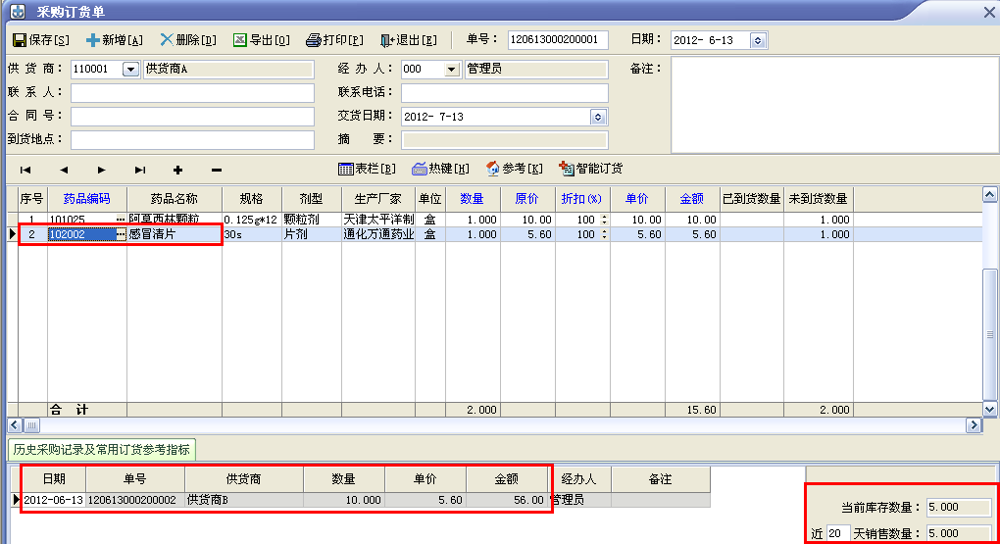 采购订货单
保存[S] 新增[A] 删除[D] 导出[O] 打印[P] 退出[E] 单号： 120613000200001 日期： 2012- 6-13
供 货 商： 110001 供货商A 经 办 人： 000 管理员 备注：
联 系 人： 联系电话：
合 同 号： 交货日期： 2012- 7-13
到货地点： 摘 要：
表栏[B] 热键[H] 参考[K] 智能订货
序号 药品编码 药品名称 规格 剂型 生产厂家 单位 数量 原价 折扣(%) 单价 金额 已到货数量 未到货数量
1 101025 阿莫西林颗粒 0.125g*12 颗粒剂 天津太平洋制 盒 1.000 10.00 100 10.00 10.00 1.000
2 102002 感冒清片 30s 片剂 通化万通药业 盒 1.000 5.60 100 5.60 5.60 1.000
合 计 2.000 15.60 2.000
历史采购记录及常用订货参考指标
日期 单号 供货商 数量 单价 金额 经办人 备注
2012-06-13 120613000200002 供货商B 10.000 5.60 56.00 管理员
当前库存数量： 5.000
近 20 天销售数量： 5.000